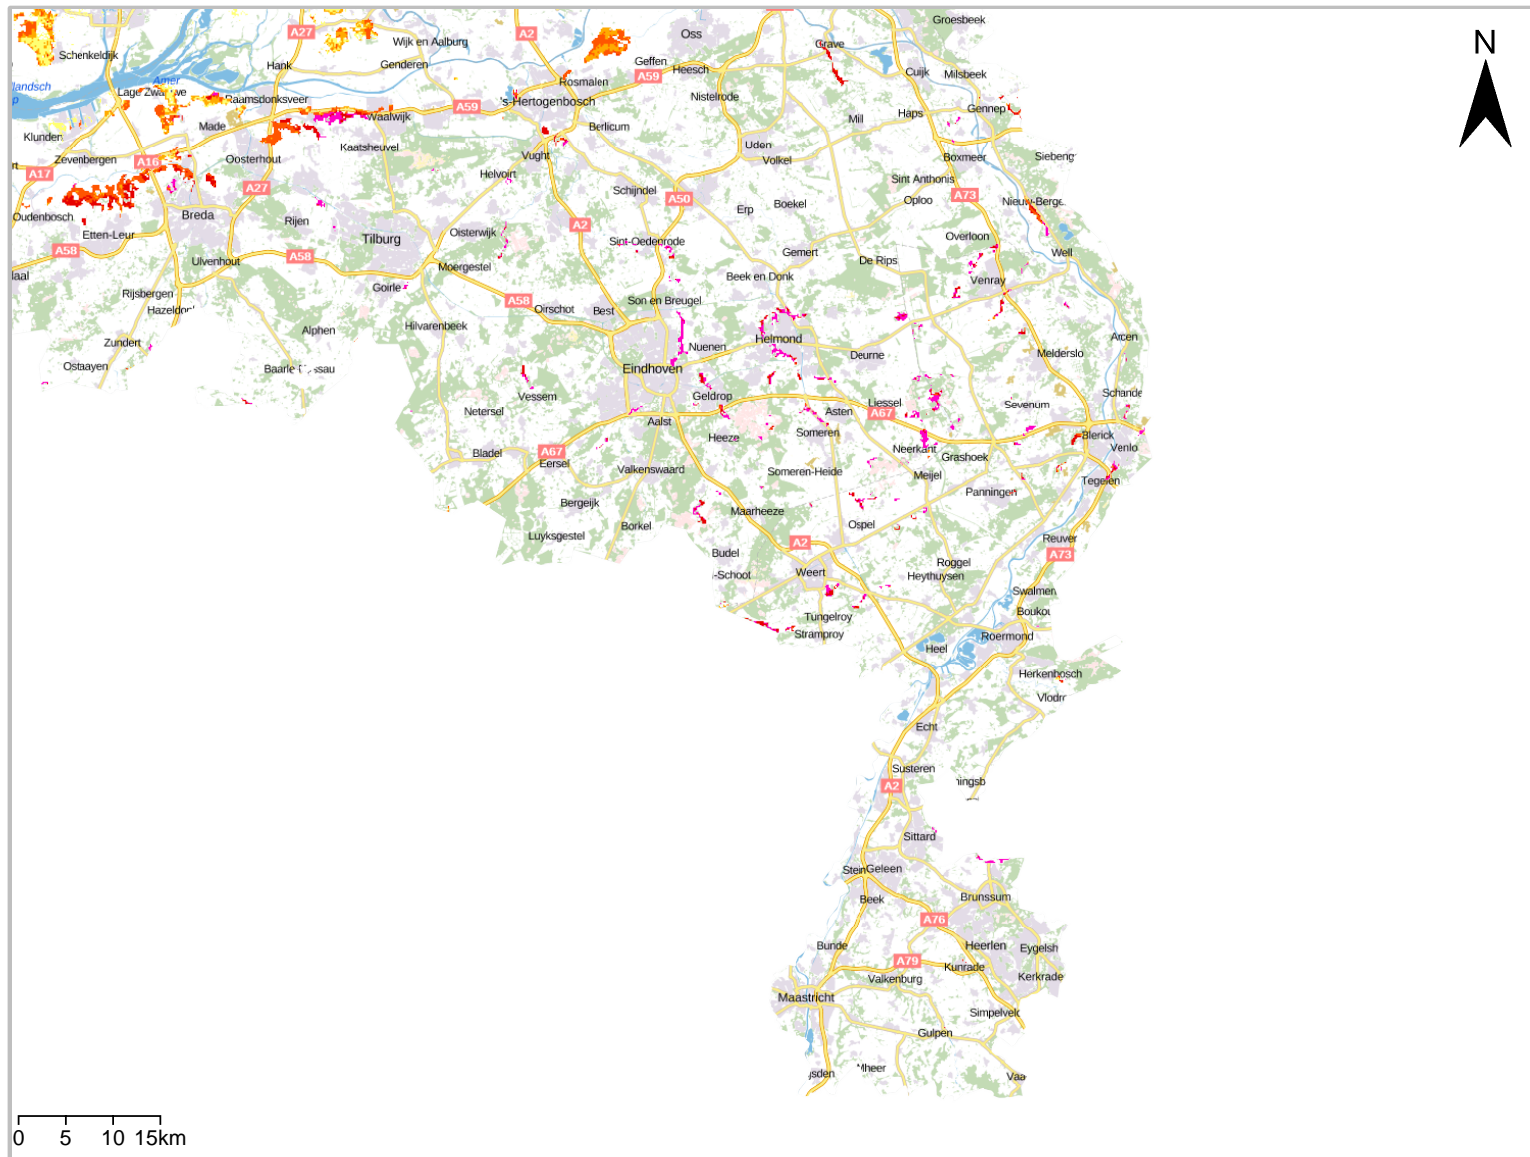 Groesbeek
A27
A2
Oss
Wijk en Aalburg
Grave
Schenkeldijk
Geffen
Hank
Genderen
Heesch
Cuijk
Milsbeek
A59
Amer
Rosmalen
Raamsdonksveer
's-Hertogenbosch
Nistelrode
A59
Gennep
Haps
Waalwijk
Mill
Made
Berlicum
Klunden
Kaatsheuvel
Uden
Zevenbergen
A16
Oosterhout
Vught
Volkel
Boxmeer
Siebeng
A17
Helvoirt
Sint Anthonis
A27
Schijndel
A50
A73
Oploo
Boekel
Erp
Oudenbosch
Breda
Rijen
A2
Etten-Leur
Tilburg
Oisterwijk
Sint-Oedenrode
Overloon
A58
Ulvenhout
A58
Gemert
De Rips
Well
Moergestel
Beek en Donk
Venray
Goirle
Rijsbergen
A58
Oirschot
Best
Son en Breugel
Hilvarenbeek
Alphen
Zundert
Nuenen
Helmond
Arcen
Deurne
Melderslo
Ostaayen
Eindhoven
Vessem
Geldrop
Liessel
Sevenum
Schande
Netersel
Asten
A67
Aalst
Heeze
Someren
Blerick
Bladel
A67
Neerkant
Venlo
Eersel
Grashoek
Valkenswaard
Someren-Heide
Meijel
Tegelen
Panningen
Bergeijk
Maarheeze
Borkel
Ospel
Luyksgestel
A2
Reuver
Budel
A73
Roggel
-Schoot
Weert
Heythuysen
Swalmen
Tungelroy
Stramproy
Roermond
Heel
Herkenbosch
Echt
Susteren
A2
Sittard
Stein
Geleen
Beek
Brunssum
A76
Bunde
Heerlen
Eygelsh
A79
Kunrade
Valkenburg
Kerkrade
Maastricht
Gulpen
N
0 5 10 15km